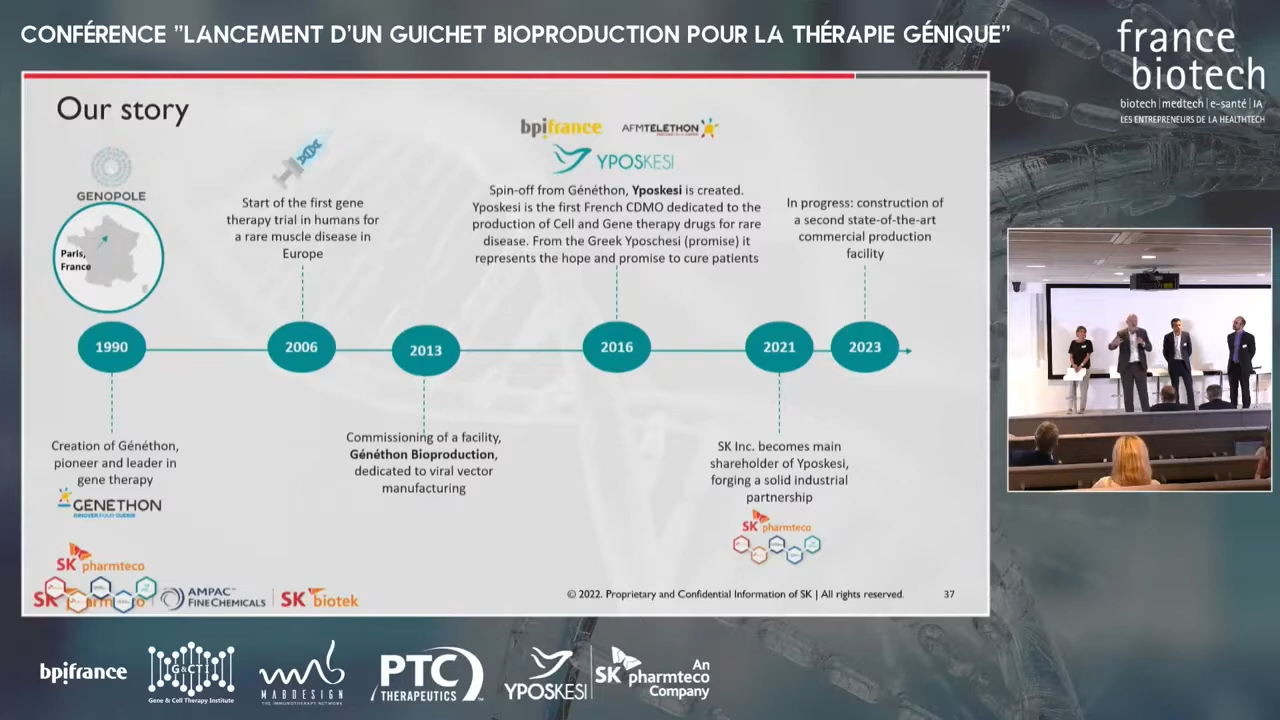 CONFÉRENCE "LANCEMENT D'UN GUICHET BIOPRODUCTION POUR LA THÉRAPIE GÉNIQUE"
france
biotech
biotech | medtech | e-santé | IA
LES ENTREPRENEURS DE LA HEALTHTECH
Our story
GENOPOLE
Paris,
France
Start of the first gene
therapy trial in humans for
a rare muscle disease in
Europe
bpifrance
AFMTELETHON
YPOSKESI
Spin-off from Généthon, Yposkesi is created.
Yposkesi is the first French CDMO dedicated to the
production of Cell and Gene therapy drugs for rare
disease. From the Greek Yposchesi (promise) it
represents the hope and promise to cure patients
In progress: construction of
a second state-of-the-art
commercial production
facility
1990
2006
2013
2016
2021
2023
Creation of Généthon,
pioneer and leader in
gene therapy
GENETHON
INNOVER POUR GUÉRIR
Commissioning of a facility,
Généthon Bioproduction,
dedicated to viral vector
manufacturing
SK Inc. becomes main
shareholder of Yposkesi,
forging a solid industrial
partnership
SK pharmteco
SK pharmteco
SK
AMPAC
FINE CHEMICALS
SK biotek
© 2022. Proprietary and Confidential Information of SK | All rights reserved.
37
bpifrance
G&CTI
Gene & Cell Therapy Institute
MABDESIGN
THE IMMUNOTHERAPY NETWORK
PTC
THERAPEUTICS
YPOSKESI
SK pharmteco
An
Company